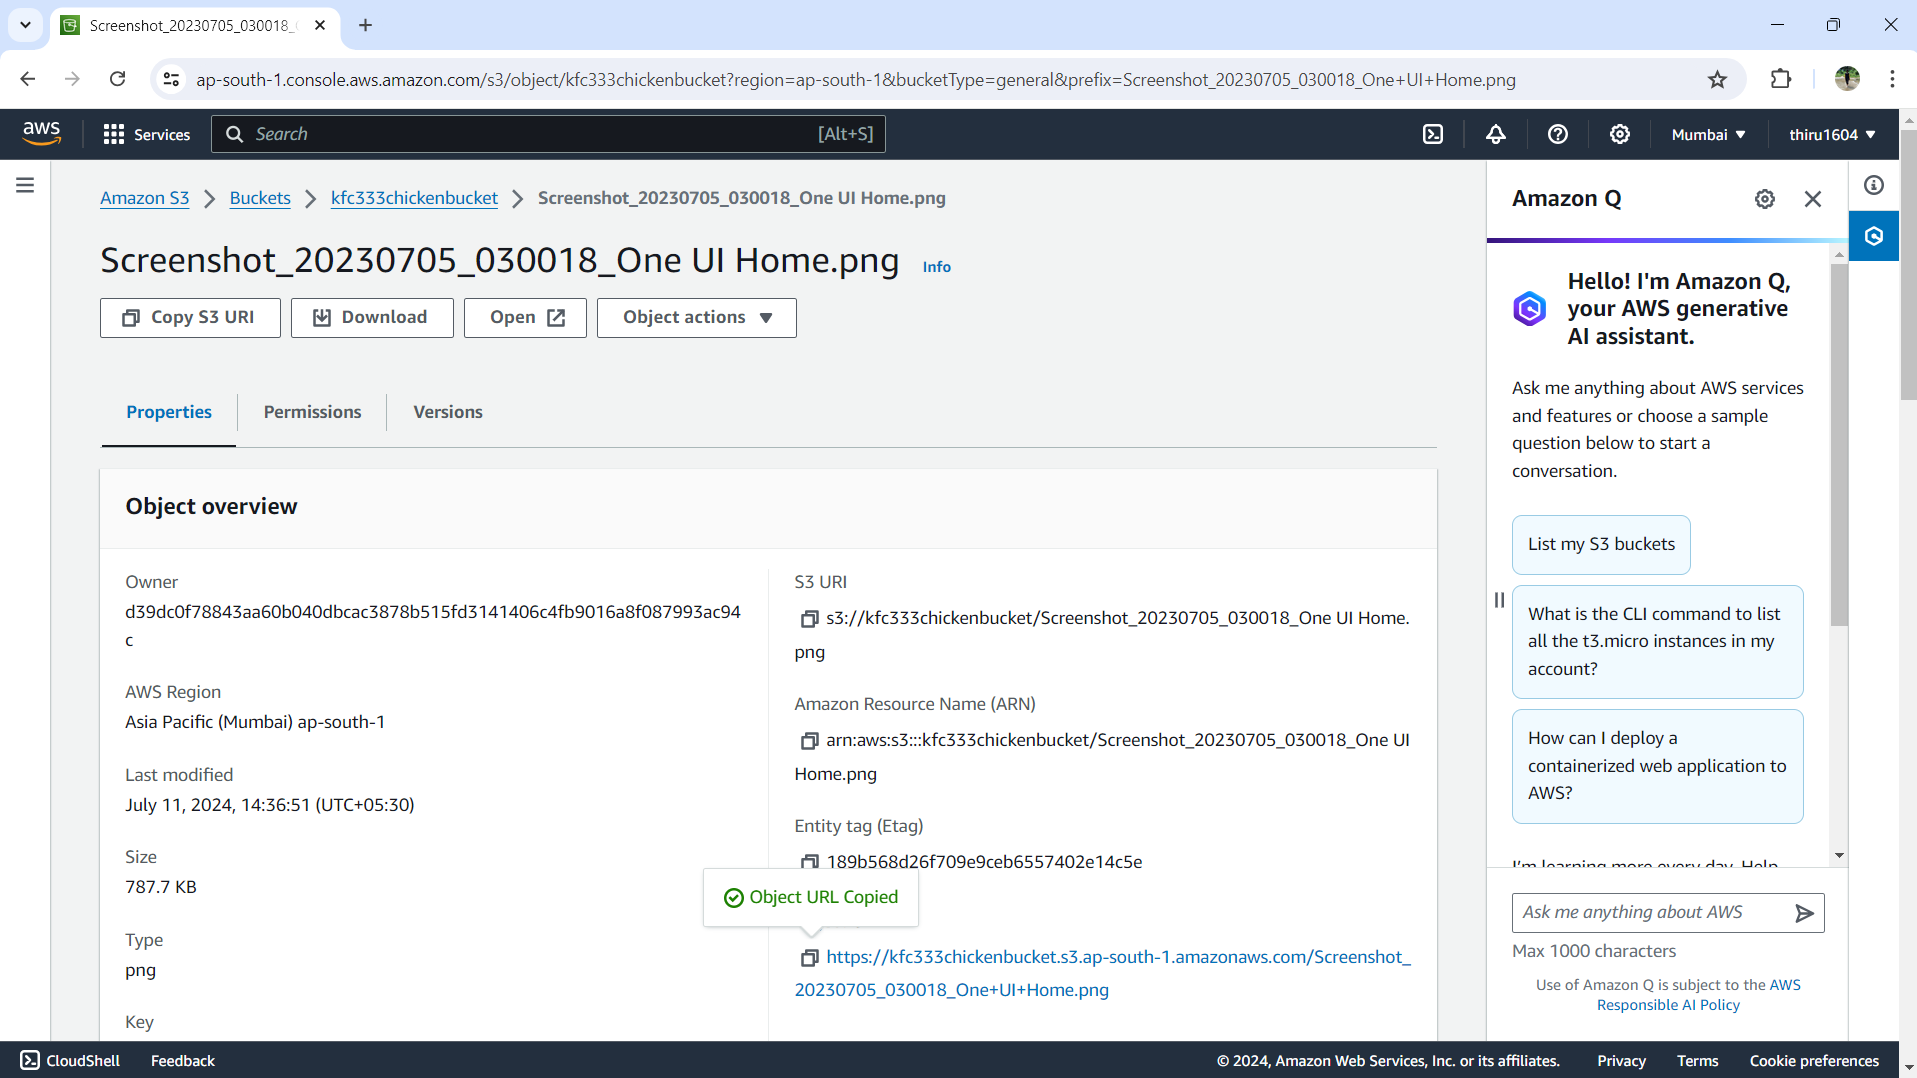 Screenshot_20230705_030018_
ap-south-1.console.aws.amazon.com/s3/object/kfc333chickenbucket?region=ap-south-1&bucketType=general&prefix=Screenshot_20230705_030018_One+UI+Home.png
aws
Services
Search
[Alt+S]
Mumbai
thiru1604
Amazon S3
Buckets
kfc333chickenbucket
Screenshot_20230705_030018_One UI Home.png
Screenshot_20230705_030018_One UI Home.png
Info
Copy S3 URI
Download
Open
Object actions
Properties
Permissions
Versions
Object overview
Owner
d39dc0f78843aa60b040dbcac3878b515fd3141406c4fb9016a8f087993ac94
c
AWS Region
Asia Pacific (Mumbai) ap-south-1
Last modified
July 11, 2024, 14:36:51 (UTC+05:30)
Size
787.7 KB
Type
png
Key
S3 URI
s3://kfc333chickenbucket/Screenshot_20230705_030018_One UI Home.
png
Amazon Resource Name (ARN)
arn:aws:s3:::kfc333chickenbucket/Screenshot_20230705_030018_One UI
Home.png
Entity tag (Etag)
189b568d26f709e9ceb6557402e14c5e
Object URL Copied
https://kfc333chickenbucket.s3.ap-south-1.amazonaws.com/Screenshot_
20230705_030018_One+UI+Home.png
Amazon Q
Hello! I'm Amazon Q,
your AWS generative
AI assistant.
Ask me anything about AWS services
and features or choose a sample
question below to start a
conversation.
List my S3 buckets
What is the CLI command to list
all the t3.micro instances in my
account?
How can I deploy a
containerized web application to
AWS?
I'm learning more every day. Help
Ask me anything about AWS
Max 1000 characters
Use of Amazon Q is subject to the AWS
Responsible AI Policy
CloudShell
Feedback
© 2024, Amazon Web Services, Inc. or its affiliates.
Privacy
Terms
Cookie preferences